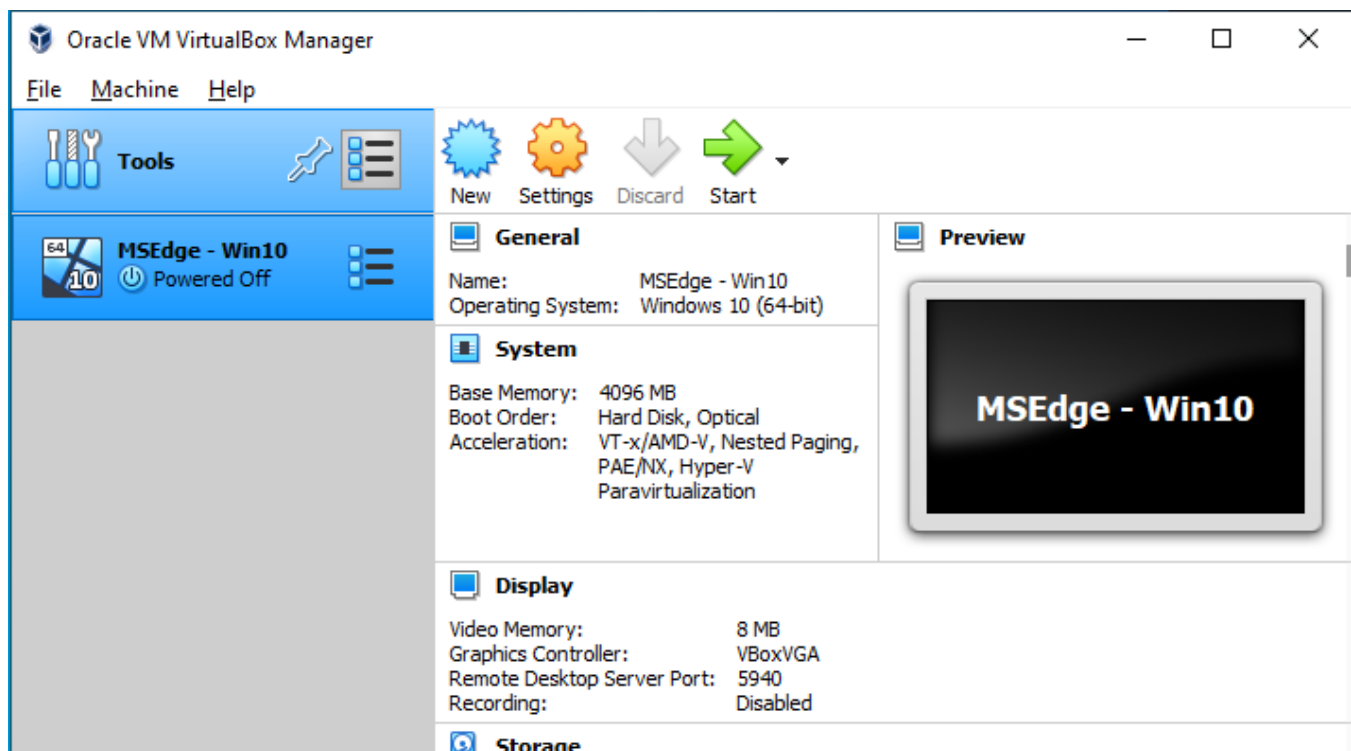 Oracle VM VirtualBox Manager
File Machine Help
Tools
New Settings Discard Start
64
10
MSEdge - Win10
Powered Off
General
Name: MSEdge - Win10
Operating System: Windows 10 (64-bit)
System
Base Memory: 4096 MB
Boot Order: Hard Disk, Optical
Acceleration: VT-x/AMD-V, Nested Paging,
PAE/NX, Hyper-V
Paravirtualization
Preview
MSEdge - Win10
Display
Video Memory: 8 MB
Graphics Controller: VBoxVGA
Remote Desktop Server Port: 5940
Recording: Disabled
Storage